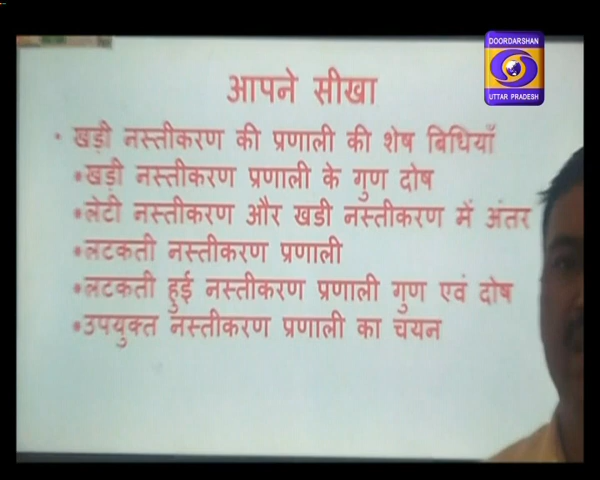 DOORDARSHAN
UTTAR PRADESH
आपने सीखा
• खड़ी नस्तीकरण की प्रणाली की शेष बिधियाँ
•खड़ी नस्तीकरण प्रणाली के गुण दोष
•लेटी नस्तीकरण और खडी नस्तीकरण में अंतर
•लटकती नस्तीकरण प्रणाली
•लटकती हुई नस्तीकरण प्रणाली गुण एवं दोष
•उपयुक्त नस्तीकरण प्रणाली का चयन